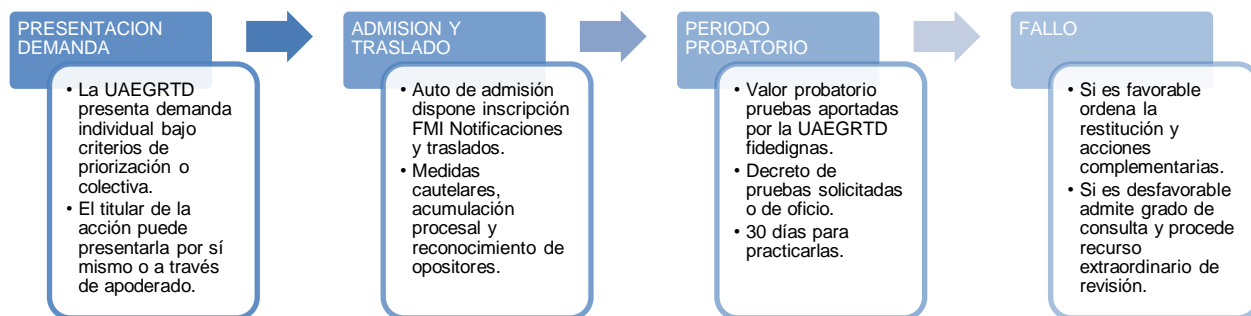 PRESENTACION
DEMANDA
• La UAEGRTD
presenta demanda
individual bajo
criterios de
priorización o
colectiva.
• El titular de la
acción puede
presentarla por sí
mismo o a través
de apoderado.
ADMISION Y
TRASLADO
• Auto de admisión
dispone inscripción
FMI Notificaciones
y traslados.
• Medidas
cautelares,
acumulación
procesal y
reconocimiento de
opositores.
PERIODO
PROBATORIO
• Valor probatorio
pruebas aportadas
por la UAEGRTD
fidedignas.
• Decreto de
pruebas solicitadas
o de oficio.
• 30 días para
practicarlas.
FALLO
• Si es favorable
ordena la
restitución y
acciones
complementarias.
• Si es desfavorable
admite grado de
consulta y procede
recurso
extraordinario de
revisión.